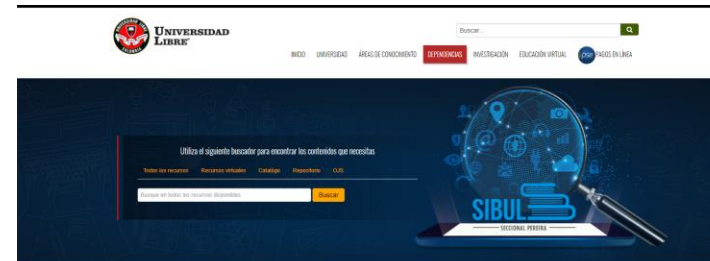 UNIVERSIDAD
LIBRE
Buscar...
INICIO UNIVERSIDAD ÁREAS DE CONOCIMIENTO DEPENDENCIAS INVESTIGACIÓN EDUCACIÓN VIRTUAL pse PAGOS EN LÍNEA
Utiliza el siguiente buscador para encontrar los contenidos que necesitas
Todos los recursos Recursos virtuales Catálogo Repositorio OJS
Busque en todos los recursos disponibles. Buscar
SIBUL
SECCIONAL PEREIRA